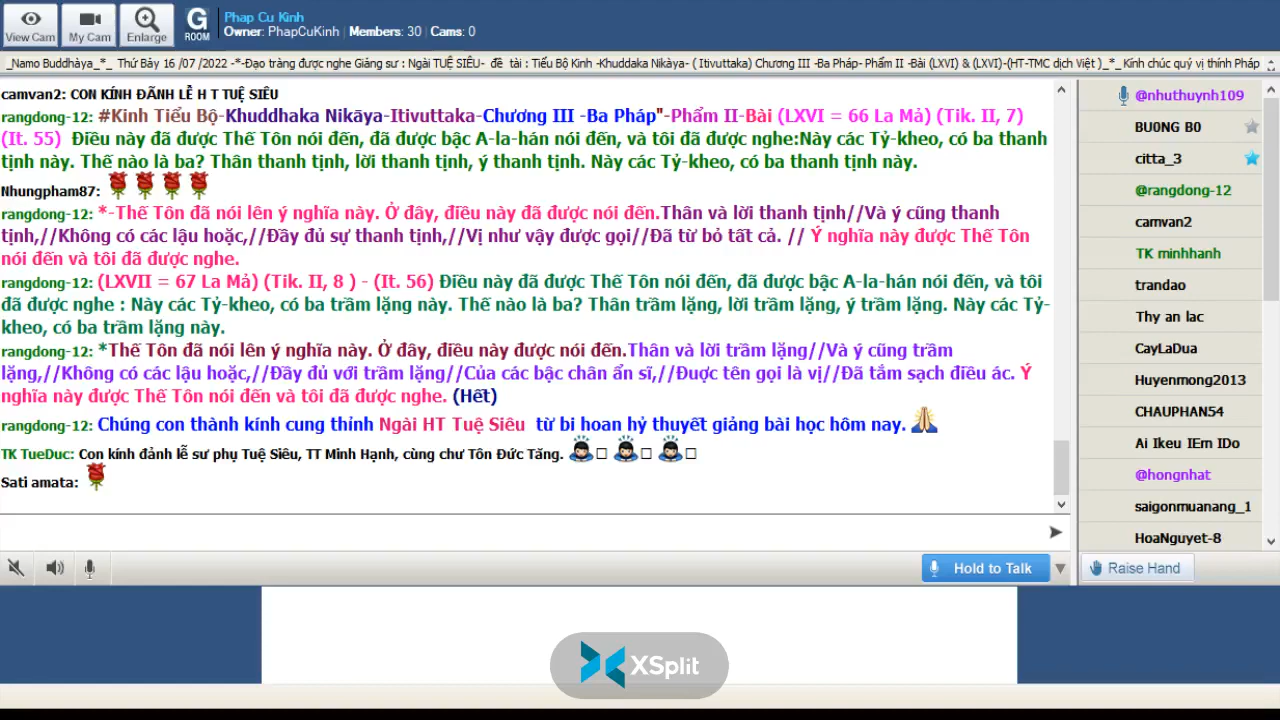 View Cam
My Cam
Enlarge
G
ROOM
Phap Cu Kinh
Owner: PhapCuKinh | Members: 30 | Cams: 0
_Namo Buddhàya_*_ Thứ Bảy 16 /07 /2022 -*-Đạo tràng được nghe Giảng sư : Ngài TUỆ SIÊU- đề tài : Tiểu Bộ Kinh -Khuddaka Nikàya- ( Itivuttaka) Chương III -Ba Pháp- Phẩm II -Bài (LXVI) & (LXVI)-(HT-TMC dịch Việt )_*_ Kính chúc quý vị thính Pháp
camvan2: CON KÍNH ĐÃNH LỄ H T TUỆ SIÊU
rangdong-12: #Kinh Tiểu Bộ-Khuddhaka Nikāya-Itivuttaka-Chương III -Ba Pháp"-Phẩm II-Bài (LXVI = 66 La Mả) (Tik. II, 7)
(It. 55) Điều này đã được Thế Tôn nói đến, đã được bậc A-la-hán nói đến, và tôi đã được nghe:Này các Tỷ-kheo, có ba thanh
tịnh này. Thế nào là ba? Thân thanh tịnh, lời thanh tịnh, ý thanh tịnh. Này các Tỷ-kheo, có ba thanh tịnh này.
Nhungpham87:
rangdong-12: *-Thế Tôn đã nói lên ý nghĩa này. Ở đây, điều này đã được nói đến.Thân và lời thanh tịnh//Và ý cũng thanh
tịnh,//Không có các lậu hoặc,//Đầy đủ sự thanh tịnh,//Vị như vậy được gọi//Đã từ bỏ tất cả. // Ý nghĩa này được Thế Tôn
nói đến và tôi đã được nghe.
rangdong-12: (LXVII = 67 La Mả) (Tik. II, 8 ) - (It. 56) Điều này đã được Thế Tôn nói đến, đã được bậc A-la-hán nói đến, và tôi
đã được nghe : Này các Tỷ-kheo, có ba trầm lặng này. Thế nào là ba? Thân trầm lặng, lời trầm lặng, ý trầm lặng. Này các Tỷ-
kheo, có ba trầm lặng này.
rangdong-12: *Thế Tôn đã nói lên ý nghĩa này. Ở đây, điều này được nói đến.Thân và lời trầm lặng//Và ý cũng trầm
lặng,//Không có các lậu hoặc,//Đầy đủ với trầm lặng//Của các bậc chân ẩn sĩ,//Đuợc tên gọi là vị//Đã tắm sạch điều ác. Ý
nghĩa này được Thế Tôn nói đến và tôi đã được nghe. (Hết)
rangdong-12: Chúng con thành kính cung thỉnh Ngài HT Tuệ Siêu từ bi hoan hỷ thuyết giảng bài học hôm nay.
TK TueDuc: Con kính đảnh lễ sư phụ Tuệ Siêu, TT Minh Hạnh, cùng chư Tôn Đức Tăng.
Sati amata:
@nhuthuynh109
BU0NG B0
citta_3
@rangdong-12
camvan2
TK minhhanh
trandao
Thy an lac
CayLaDua
Huyenmong2013
CHAUPHAN54
Ai Ikeu IEm IDo
@hongnhat
saigonmuanang_1
HoaNguyet-8
Hold to Talk
Raise Hand
XSplit